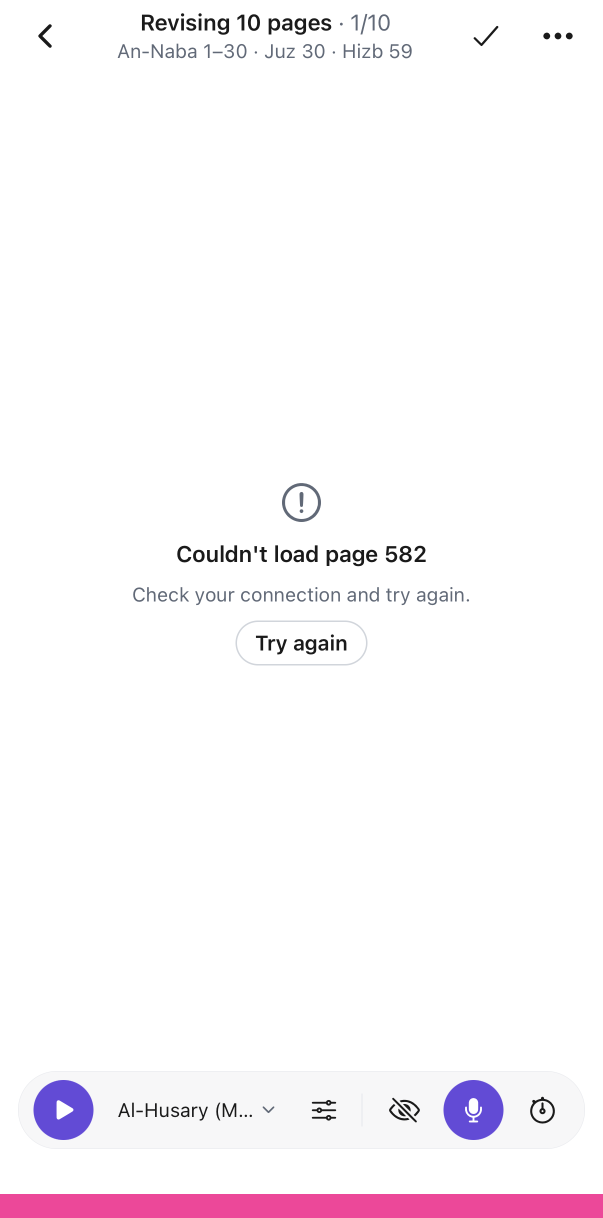 Revising 10 pages · 1/10
An-Naba 1–30 · Juz 30 · Hizb 59
Couldn't load page 582
Check your connection and try again.
Try again
Al-Husary (M...